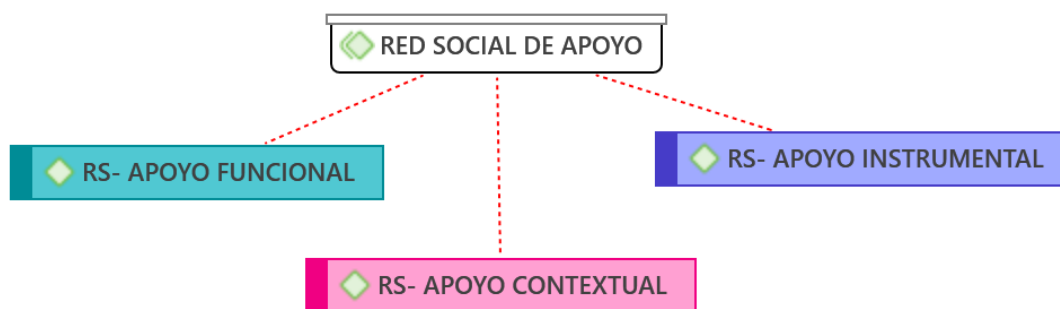 RED SOCIAL DE APOYO
RS- APOYO FUNCIONAL
RS- APOYO INSTRUMENTAL
RS- APOYO CONTEXTUAL